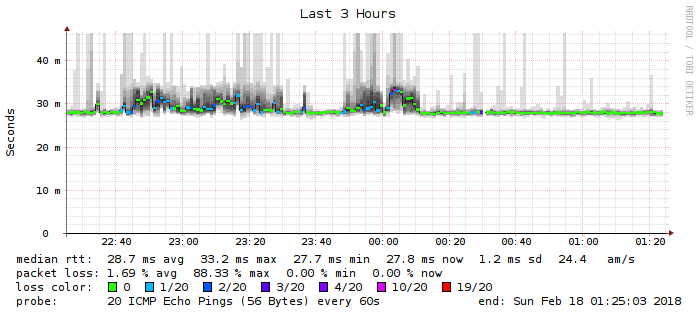 Last 3 Hours
RRDTOOL / TOBI OETIKER
Seconds
40 m
30 m
20 m
10 m
0
22:40 23:00 23:20 23:40 00:00 00:20 00:40 01:00 01:20
median rtt: 28.7 ms avg 33.2 ms max 27.7 ms min 27.8 ms now 1.2 ms sd 24.4 am/s
packet loss: 1.69 % avg 88.33 % max 0.00 % min 0.00 % now
loss color: 0 1/20 2/20 3/20 4/20 10/20 19/20
probe: 20 ICMP Echo Pings (56 Bytes) every 60s end: Sun Feb 18 01:25:03 2018